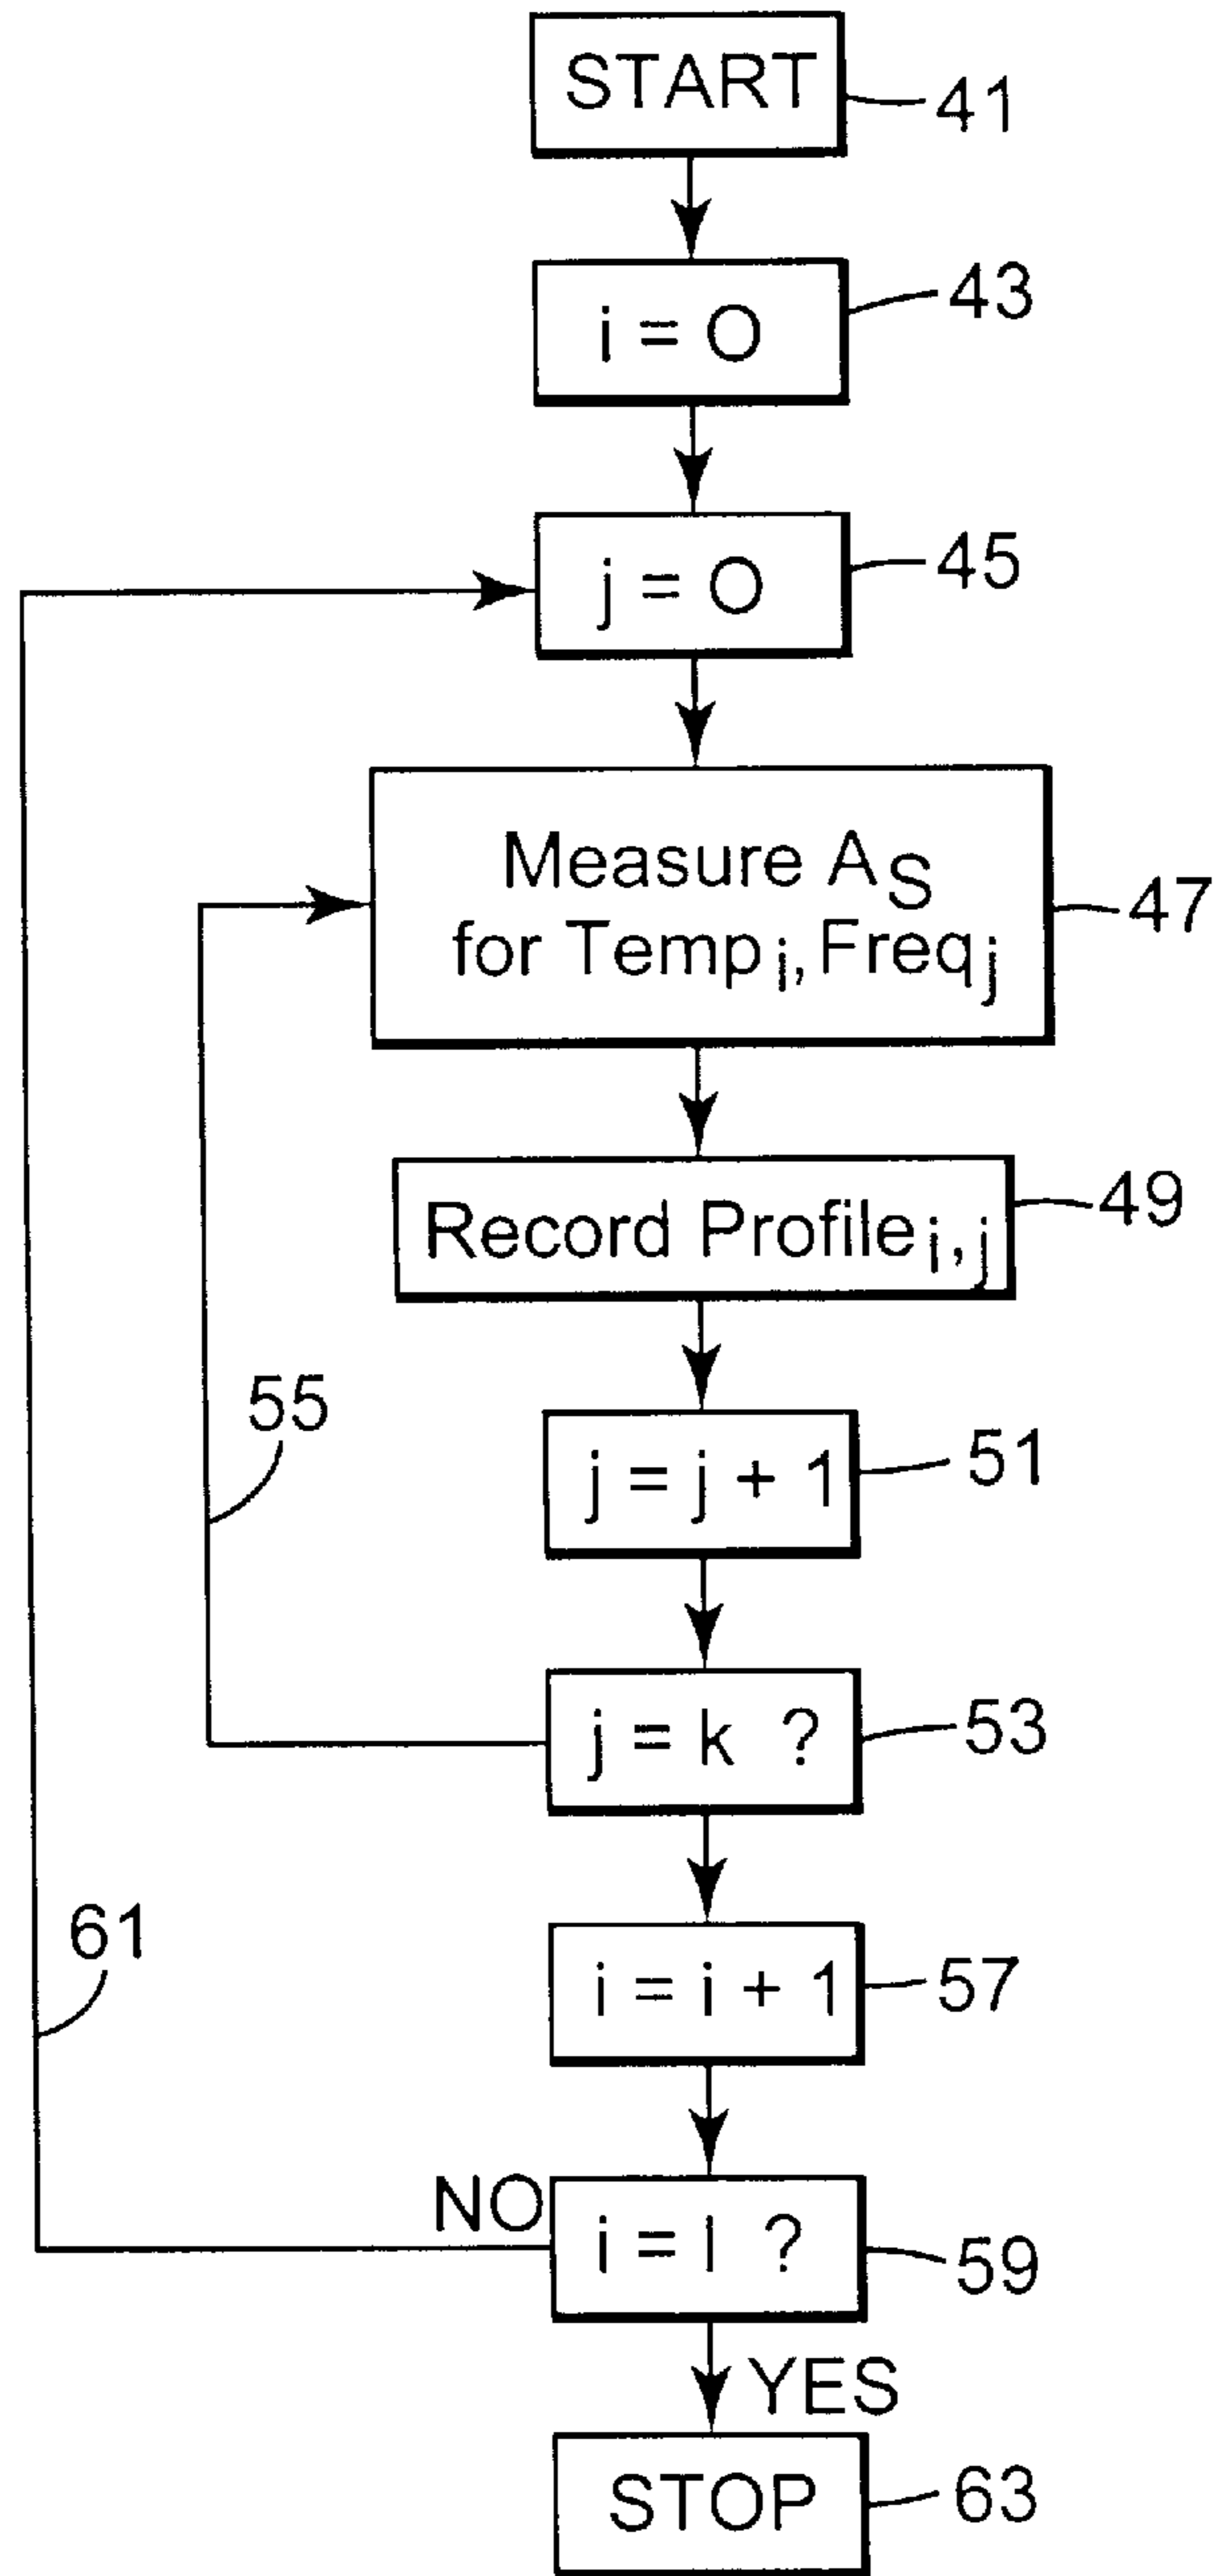 START
41
i = O
43
j = O
45
Measure AS
for Tempi, Freqj
47
Record Profilei, j
49
j = j + 1
51
55
j = k ?
53
i = i + 1
57
61
NO
i = l ?
59
YES
STOP
63